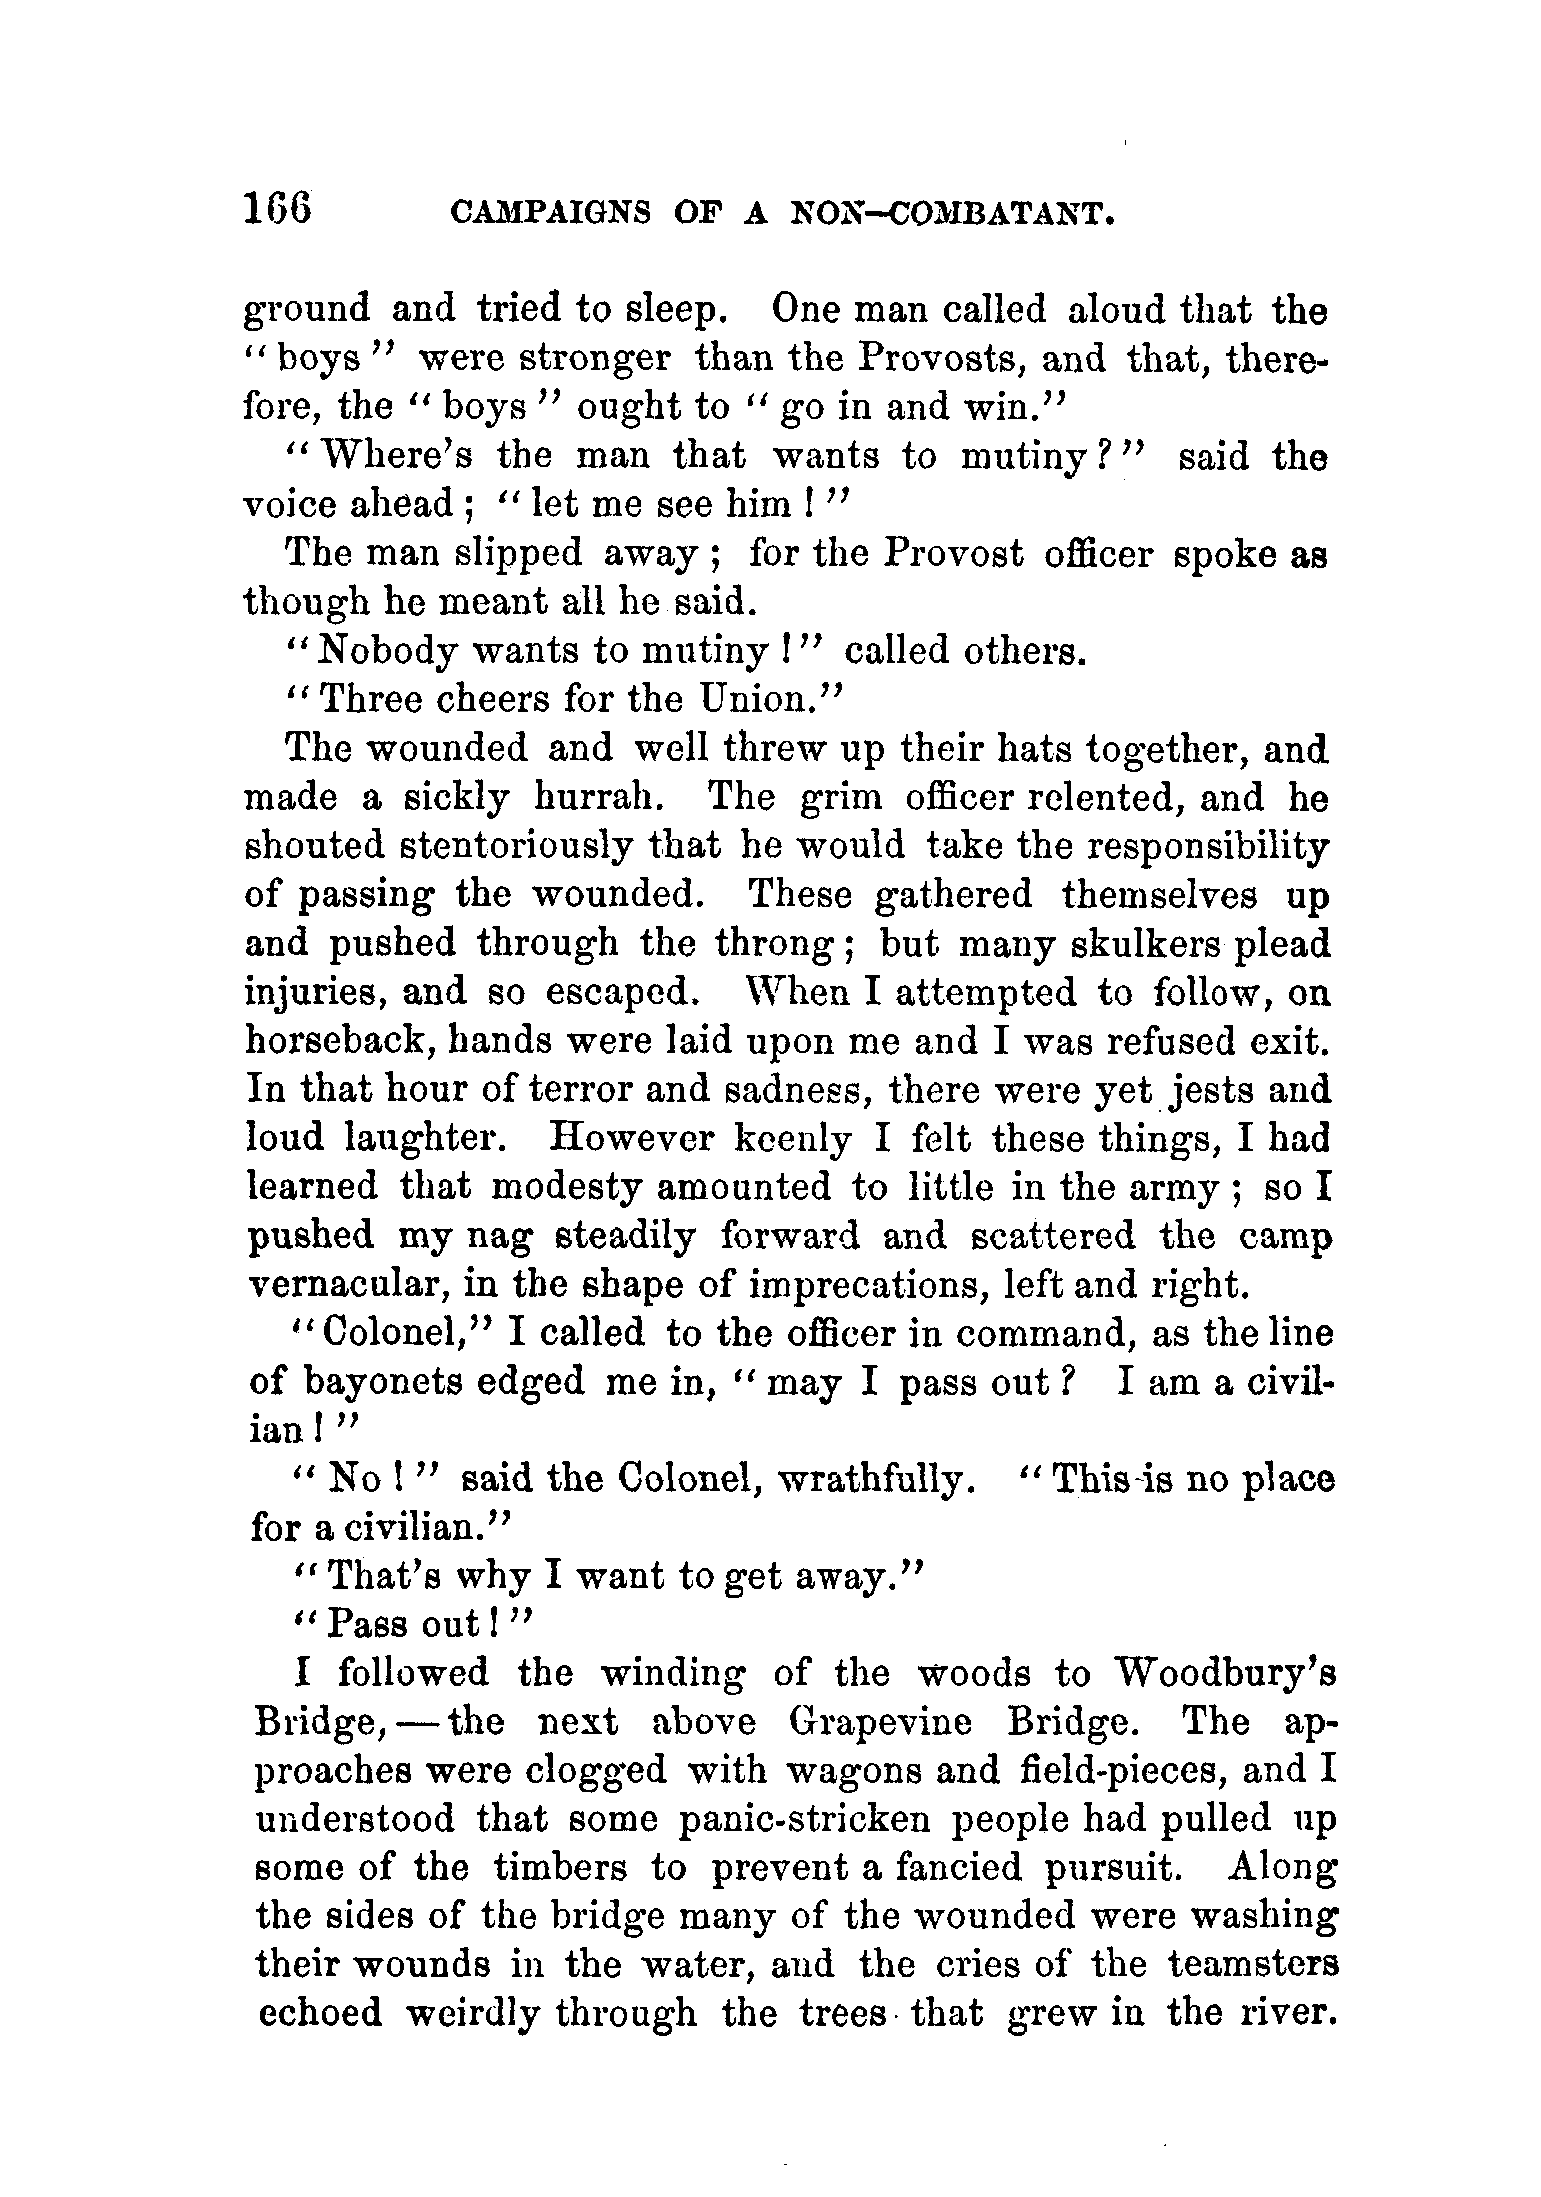 166 CAMPAIGNS OF A NON-COMBATANT.
ground and tried to sleep. One man called aloud that the
“boys” were stronger than the Provosts, and that, there-
fore, the “boys” ought to “go in and win.”
“Where’s the man that wants to mutiny?” said the
voice ahead; “let me see him!”
The man slipped away; for the Provost officer spoke as
though he meant all he said.
“Nobody wants to mutiny!” called others.
“Three cheers for the Union.”
The wounded and well threw up their hats together, and
made a sickly hurrah. The grim officer relented, and he
shouted stentoriously that he would take the responsibility
of passing the wounded. These gathered themselves up
and pushed through the throng; but many skulkers plead
injuries, and so escaped. When I attempted to follow, on
horseback, hands were laid upon me and I was refused exit.
In that hour of terror and sadness, there were yet jests and
loud laughter. However keenly I felt these things, I had
learned that modesty amounted to little in the army; so I
pushed my nag steadily forward and scattered the camp
vernacular, in the shape of imprecations, left and right.
“Colonel,” I called to the officer in command, as the line
of bayonets edged me in, “may I pass out? I am a civil-
ian!”
“No!” said the Colonel, wrathfully. “This is no place
for a civilian.”
“That’s why I want to get away.”
“Pass out!”
I followed the winding of the woods to Woodbury’s
Bridge,—the next above Grapevine Bridge. The ap-
proaches were clogged with wagons and field-pieces, and I
understood that some panic-stricken people had pulled up
some of the timbers to prevent a fancied pursuit. Along
the sides of the bridge many of the wounded were washing
their wounds in the water, and the cries of the teamsters
echoed weirdly through the trees that grew in the river.